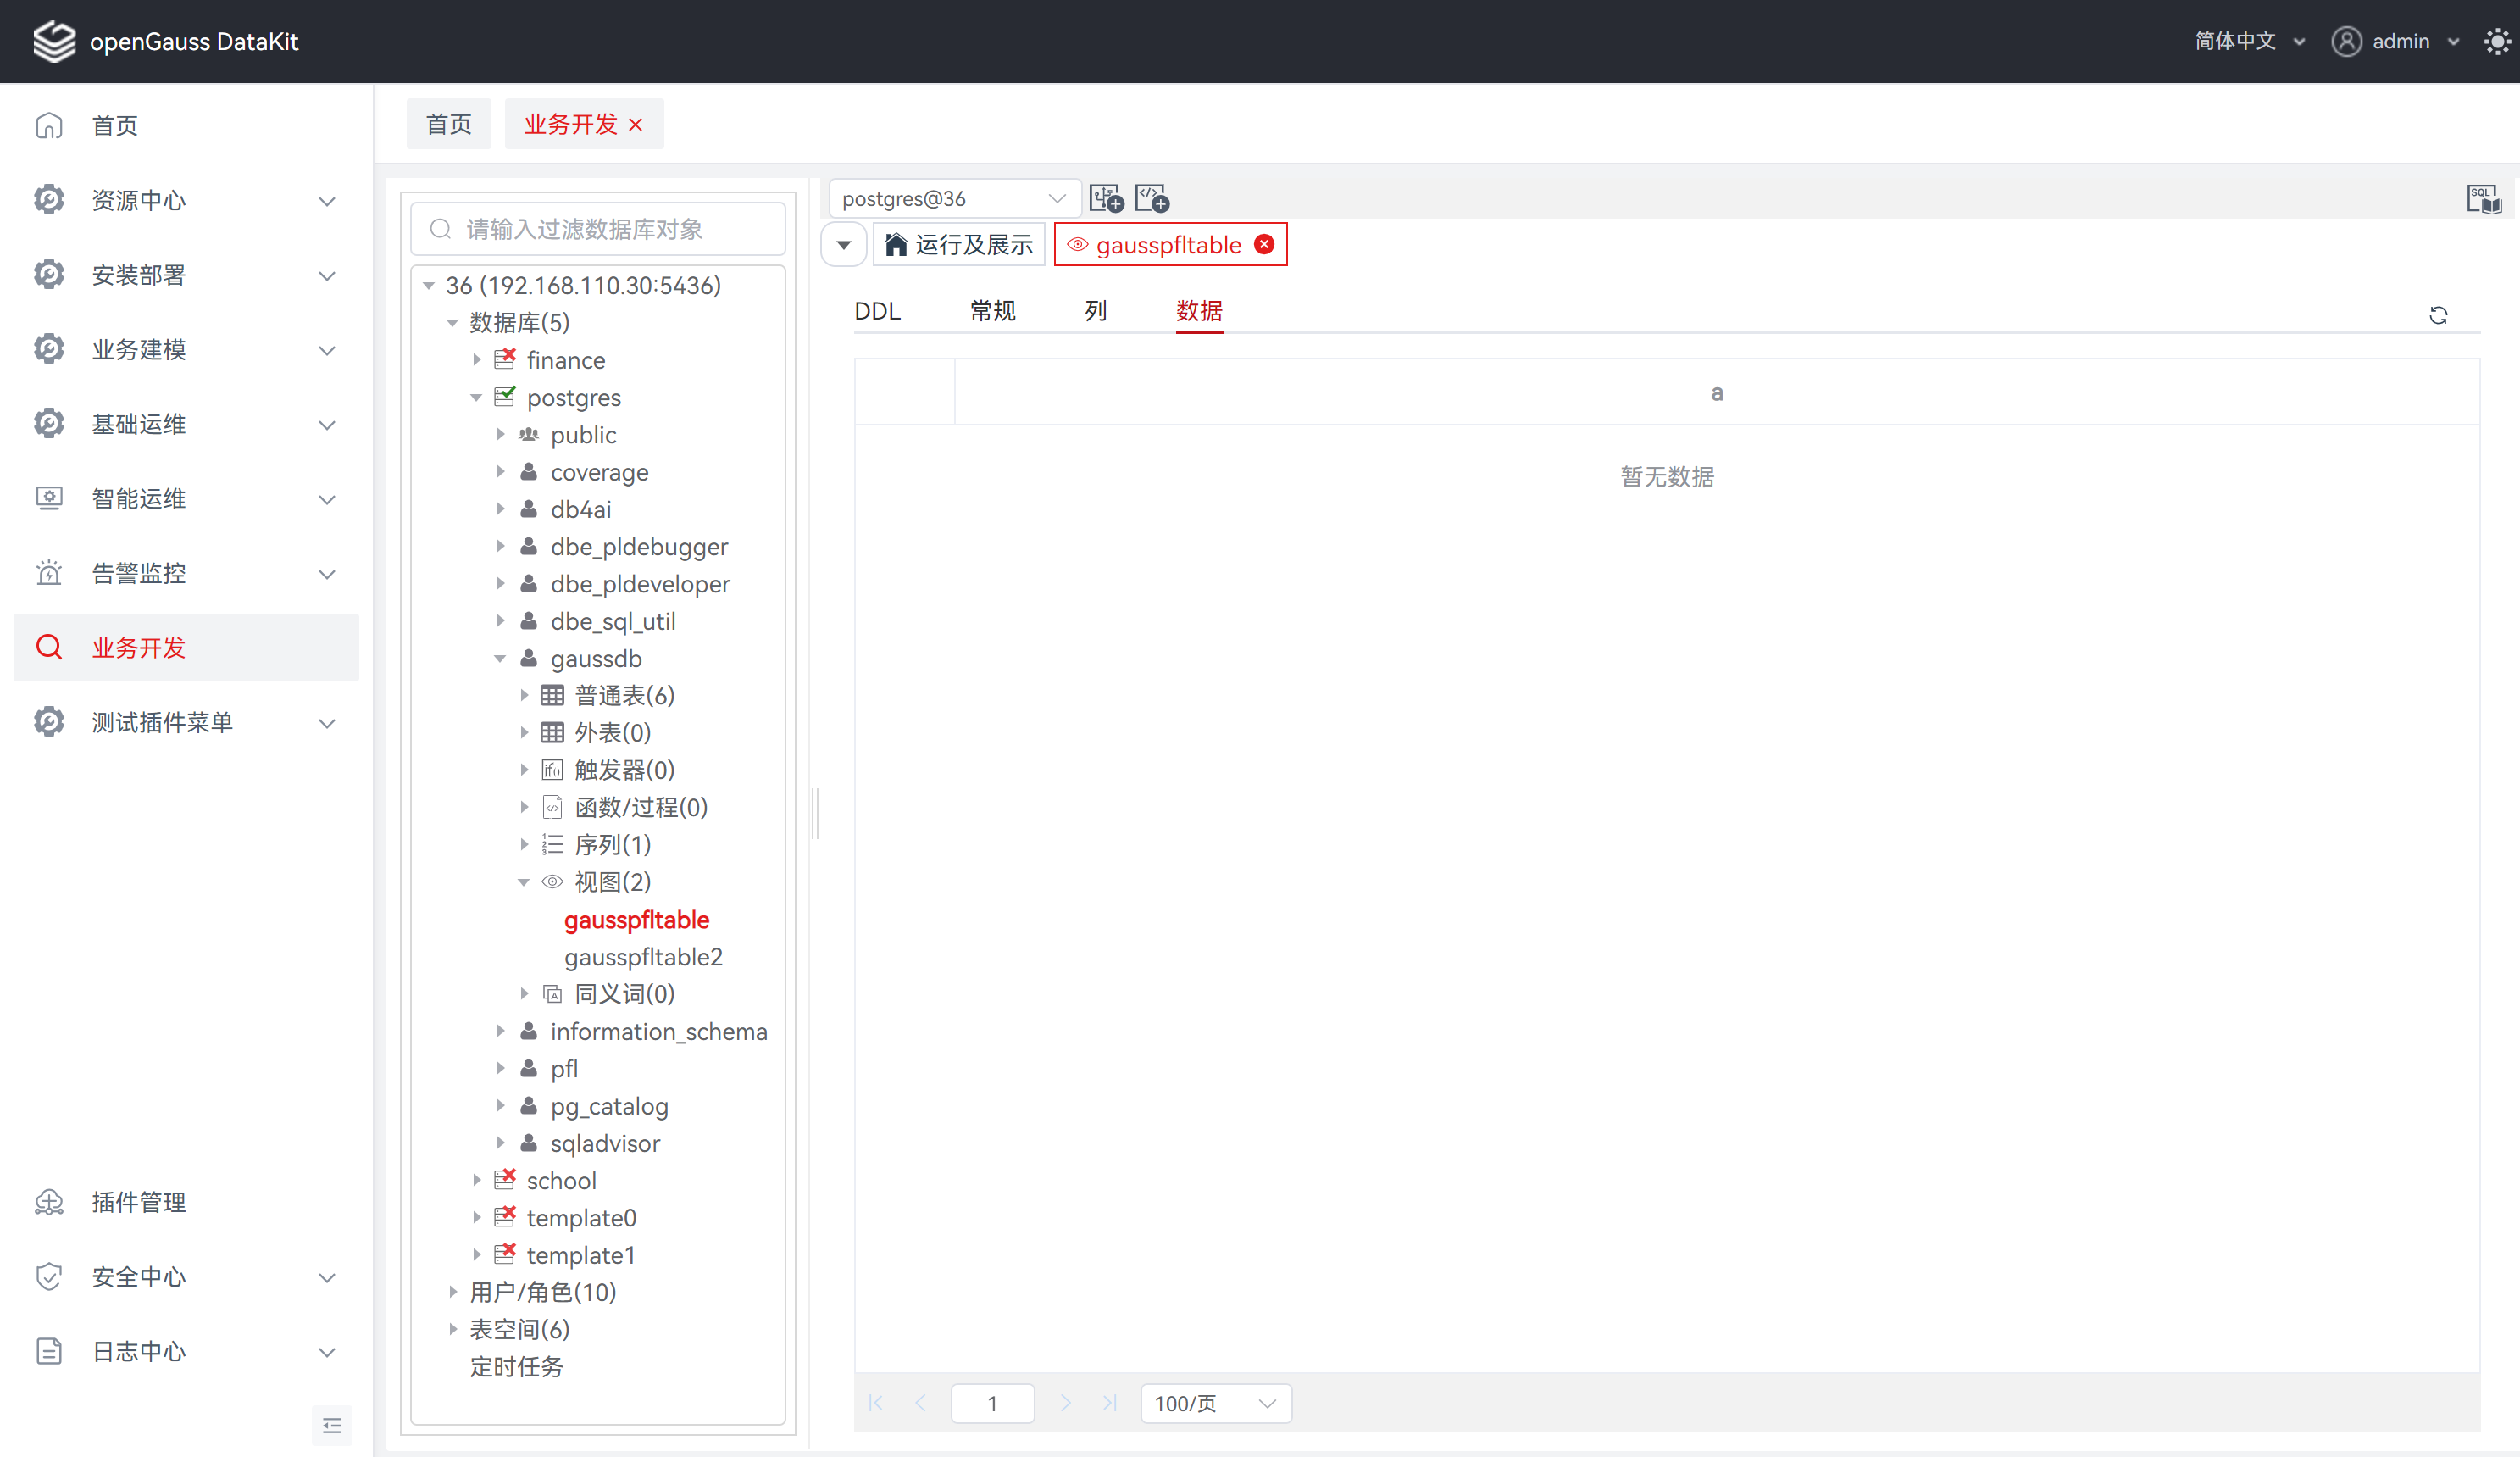 openGauss DataKit
简体中文
admin
首页
资源中心
安装部署
业务建模
基础运维
智能运维
告警监控
业务开发
测试插件菜单
插件管理
安全中心
日志中心
首页
业务开发
请输入过滤数据库对象
36 (192.168.110.30:5436)
数据库(5)
finance
postgres
public
coverage
db4ai
dbe_pldebugger
dbe_pldeveloper
dbe_sql_util
gaussdb
普通表(6)
外表(0)
触发器(0)
函数/过程(0)
序列(1)
视图(2)
gausspfltable
gausspfltable2
同义词(0)
information_schema
pfl
pg_catalog
sqladvisor
school
template0
template1
用户/角色(10)
表空间(6)
定时任务
postgres@36
SQL
运行及展示
gausspfltable
DDL
常规
列
数据
a
暂无数据
1
100/页